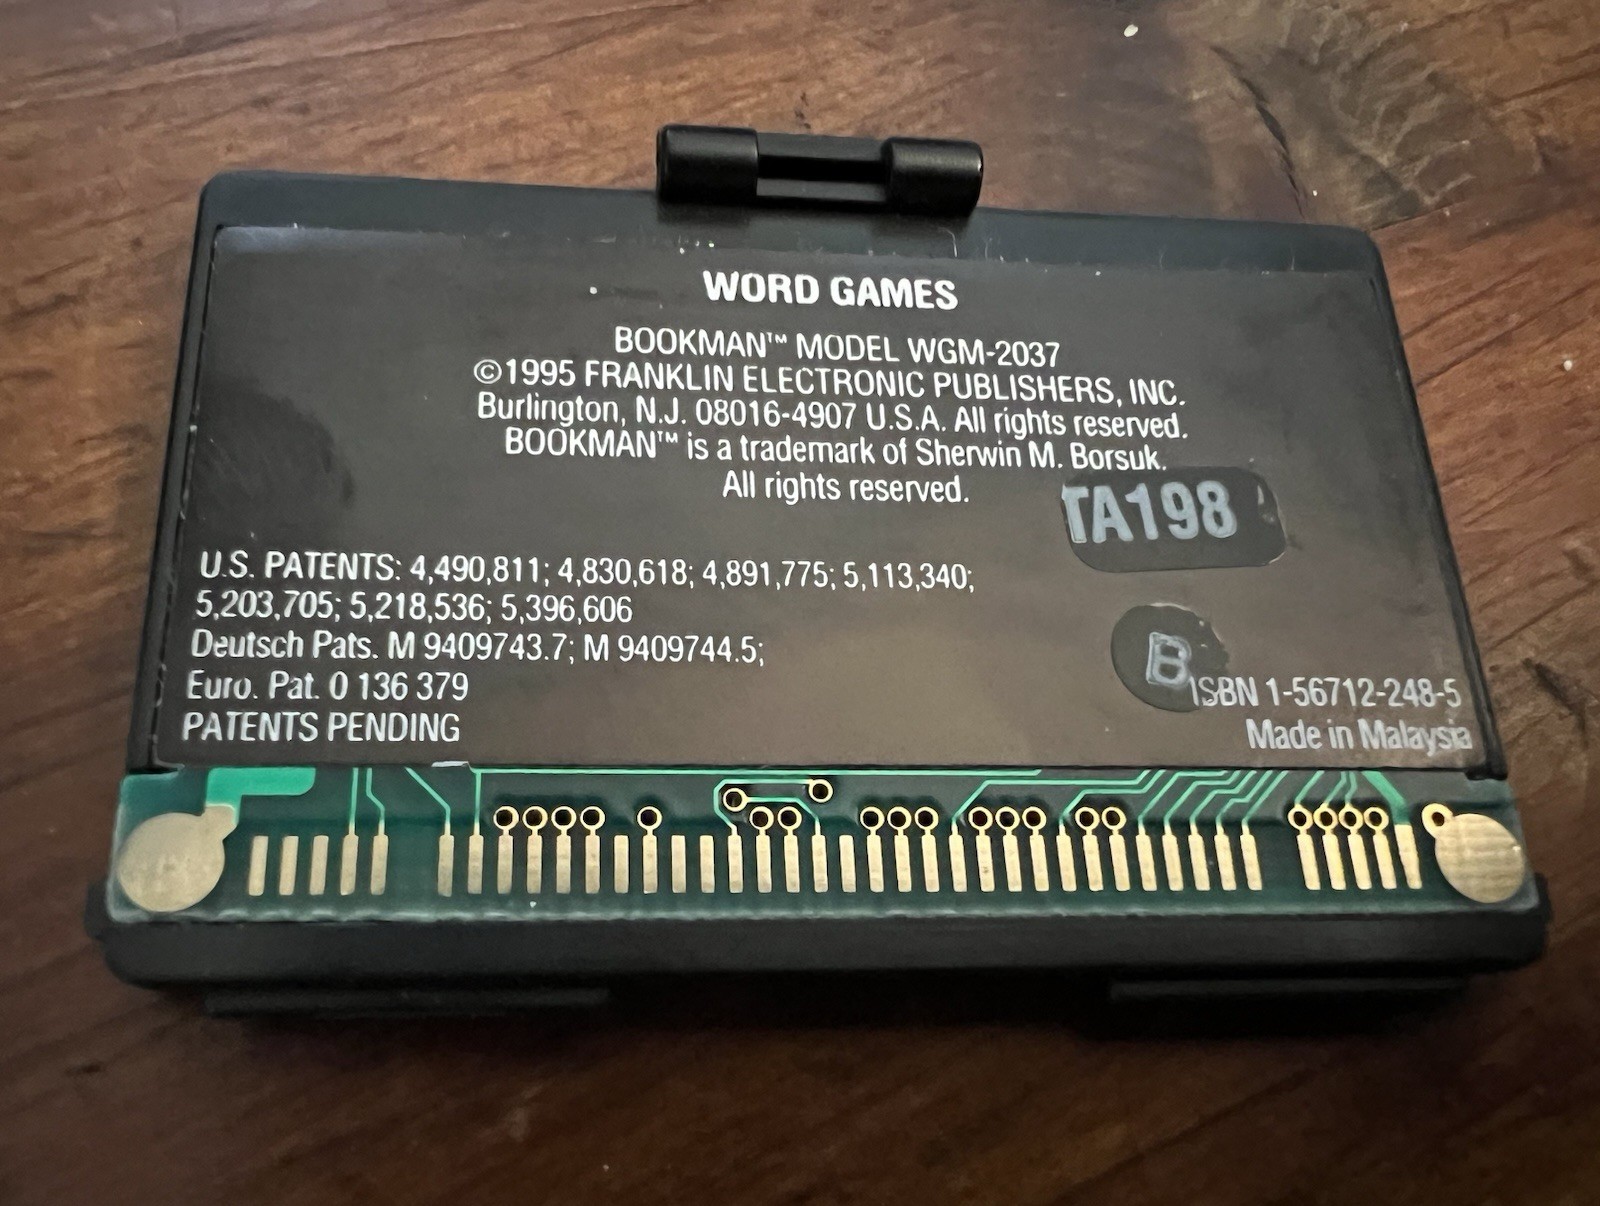 WORD GAMES
BOOKMAN™ MODEL WGM-2037
©1995 FRANKLIN ELECTRONIC PUBLISHERS, INC.
Burlington, N.J. 08016-4907 U.S.A. All rights reserved.
BOOKMAN™ is a trademark of Sherwin M. Borsuk.
All rights reserved.
TA198
U.S. PATENTS: 4,490,811; 4,830,618; 4,891,775; 5,113,340;
5,203,705; 5,218,536; 5,396,606
Deutsch Pats. M 9409743.7; M 9409744.5;
Euro. Pat. 0 136 379
PATENTS PENDING
B
ISBN 1-56712-248-5
Made in Malaysia